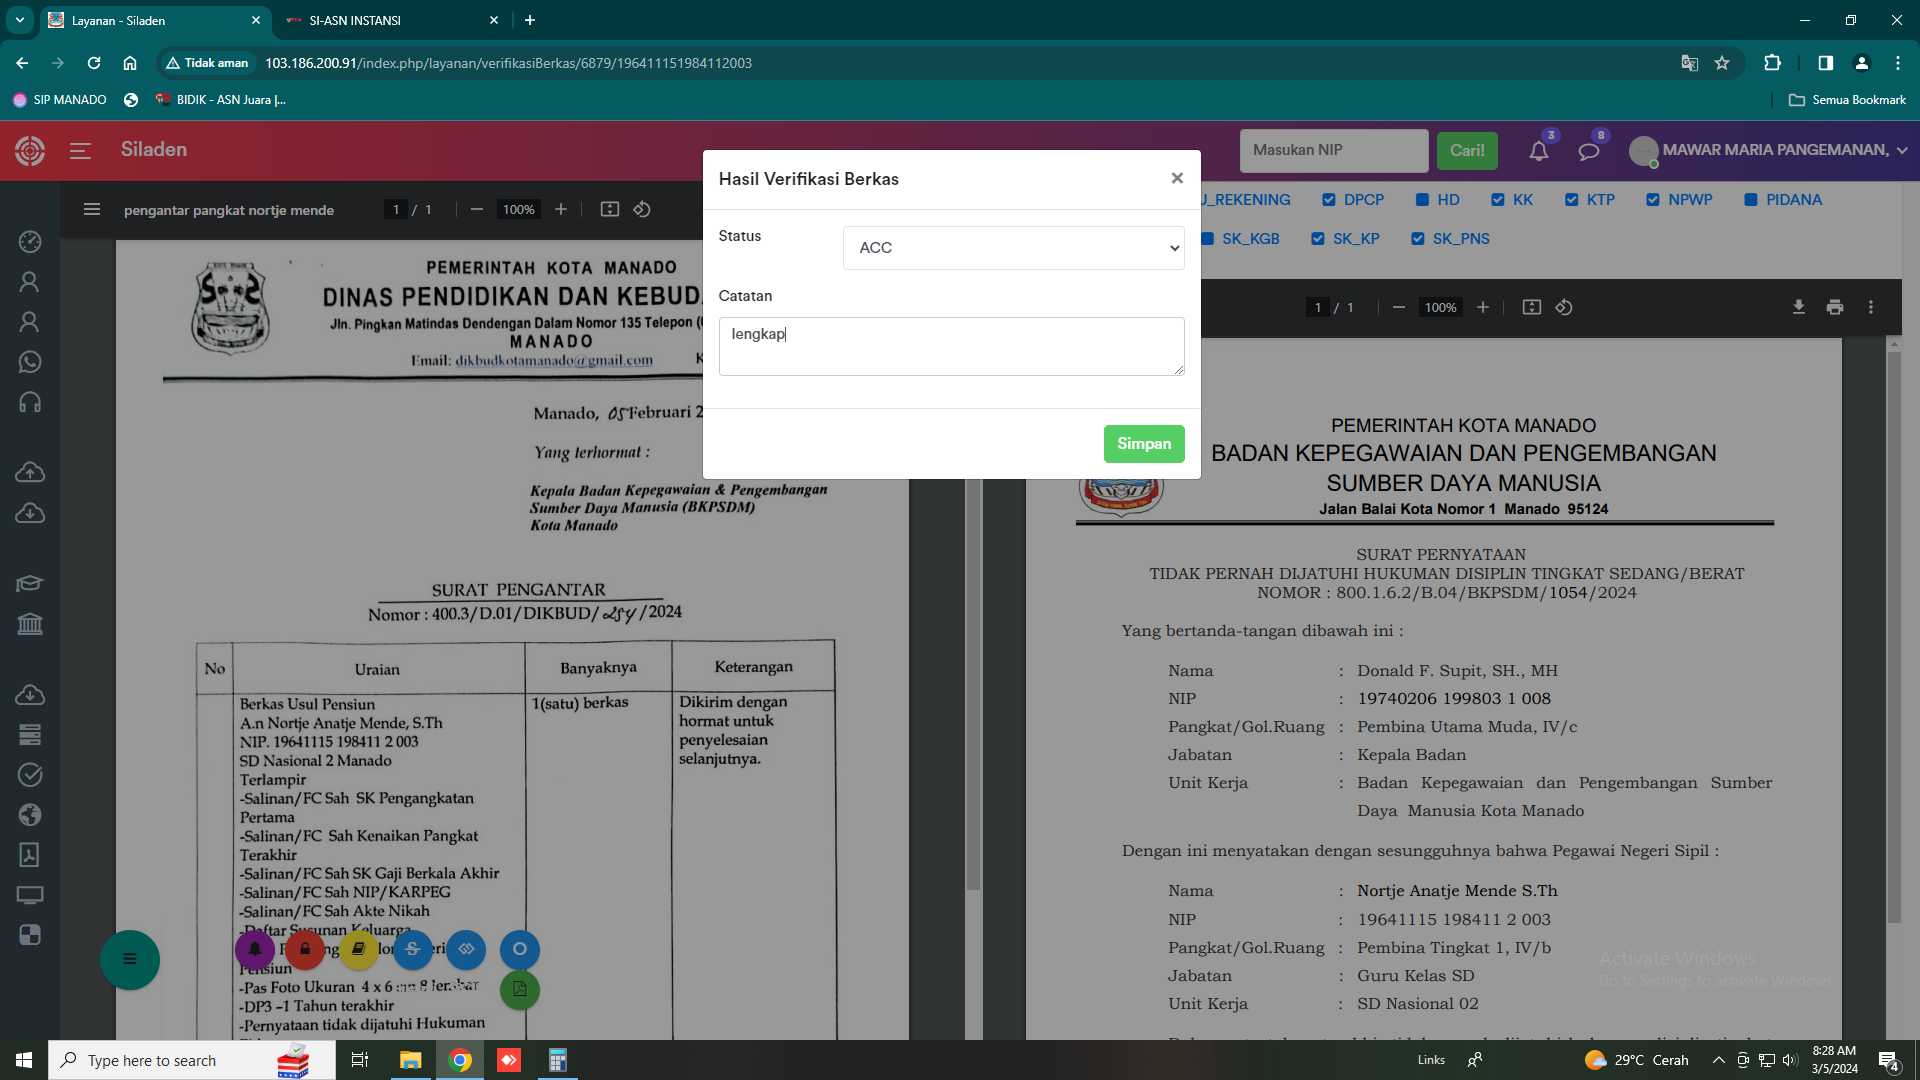 Layanan - Siladen
SI-ASN INSTANSI
Tidak aman
103.186.200.91/index.php/layanan/verifikasiBerkas/6879/196411151984112003
SIP MANADO
BIDIK - ASN Juara |...
Semua Bookmark
Siladen
Masukan NIP
Cari!
3
8
MAWAR MARIA PANGEMANAN,
pengantar pangkat nortje mende
1 / 1
100%
Hasil Verifikasi Berkas
Status
ACC
Catatan
lengkap
Simpan
_REKENING
DPCP
HD
KK
KTP
NPWP
PIDANA
SK_KGB
SK_KP
SK_PNS
1 / 1
100%
PEMERINTAH KOTA MANADO
DINAS PENDIDIKAN DAN KEBUD
Jln. Pingkan Matindas Dendengan Dalam Nomor 135 Telepon (
MANADO
Email: dikbudkotamanado@gmail.com K
Manado, 05 Februari 2
Yang terhormat :
Kepala Badan Kepegawaian & Pengembangan
Sumber Daya Manusia (BKPSDM)
Kota Manado
SURAT PENGANTAR
Nomor : 400.3/D.01/DIKBUD/ /2024
No
Uraian
Banyaknya
Keterangan
Berkas Usul Pensiun
A.n Nortje Anatje Mende, S.Th
NIP. 19641115 198411 2 003
SD Nasional 2 Manado
Terlampir
-Salinan/FC Sah SK Pengangkatan
Pertama
-Salinan/FC Sah Kenaikan Pangkat
Terakhir
-Salinan/FC Sah SK Gaji Berkala Akhir
-Salinan/FC Sah NIP/KARPEG
-Salinan/FC Sah Akte Nikah
-Daftar Susunan Keluarga
Pensiun
-Pas Foto Ukuran 4 x 6
-DP3 –1 Tahun terakhir
-Pernyataan tidak dijatuhi Hukuman
1(satu) berkas
Dikirim dengan
hormat untuk
penyelesaian
selanjutnya.
PEMERINTAH KOTA MANADO
BADAN KEPEGAWAIAN DAN PENGEMBANGAN
SUMBER DAYA MANUSIA
Jalan Balai Kota Nomor 1 Manado 95124
SURAT PERNYATAAN
TIDAK PERNAH DIJATUHI HUKUMAN DISIPLIN TINGKAT SEDANG/BERAT
NOMOR : 800.1.6.2/B.04/BKPSDM/1054/2024
Yang bertanda-tangan dibawah ini :
Nama : Donald F. Supit, SH., MH
NIP : 19740206 199803 1 008
Pangkat/Gol.Ruang : Pembina Utama Muda, IV/c
Jabatan : Kepala Badan
Unit Kerja : Badan Kepegawaian dan Pengembangan Sumber
Daya Manusia Kota Manado
Dengan ini menyatakan dengan sesungguhnya bahwa Pegawai Negeri Sipil :
Nama : Nortje Anatje Mende S.Th
NIP : 19641115 198411 2 003
Pangkat/Gol.Ruang : Pembina Tingkat 1, IV/b
Jabatan : Guru Kelas SD
Unit Kerja : SD Nasional 02
Activate Windows
Go to Settings to activate Windows.
Type here to search
Links
29°C Cerah
8:28 AM
3/5/2024
4